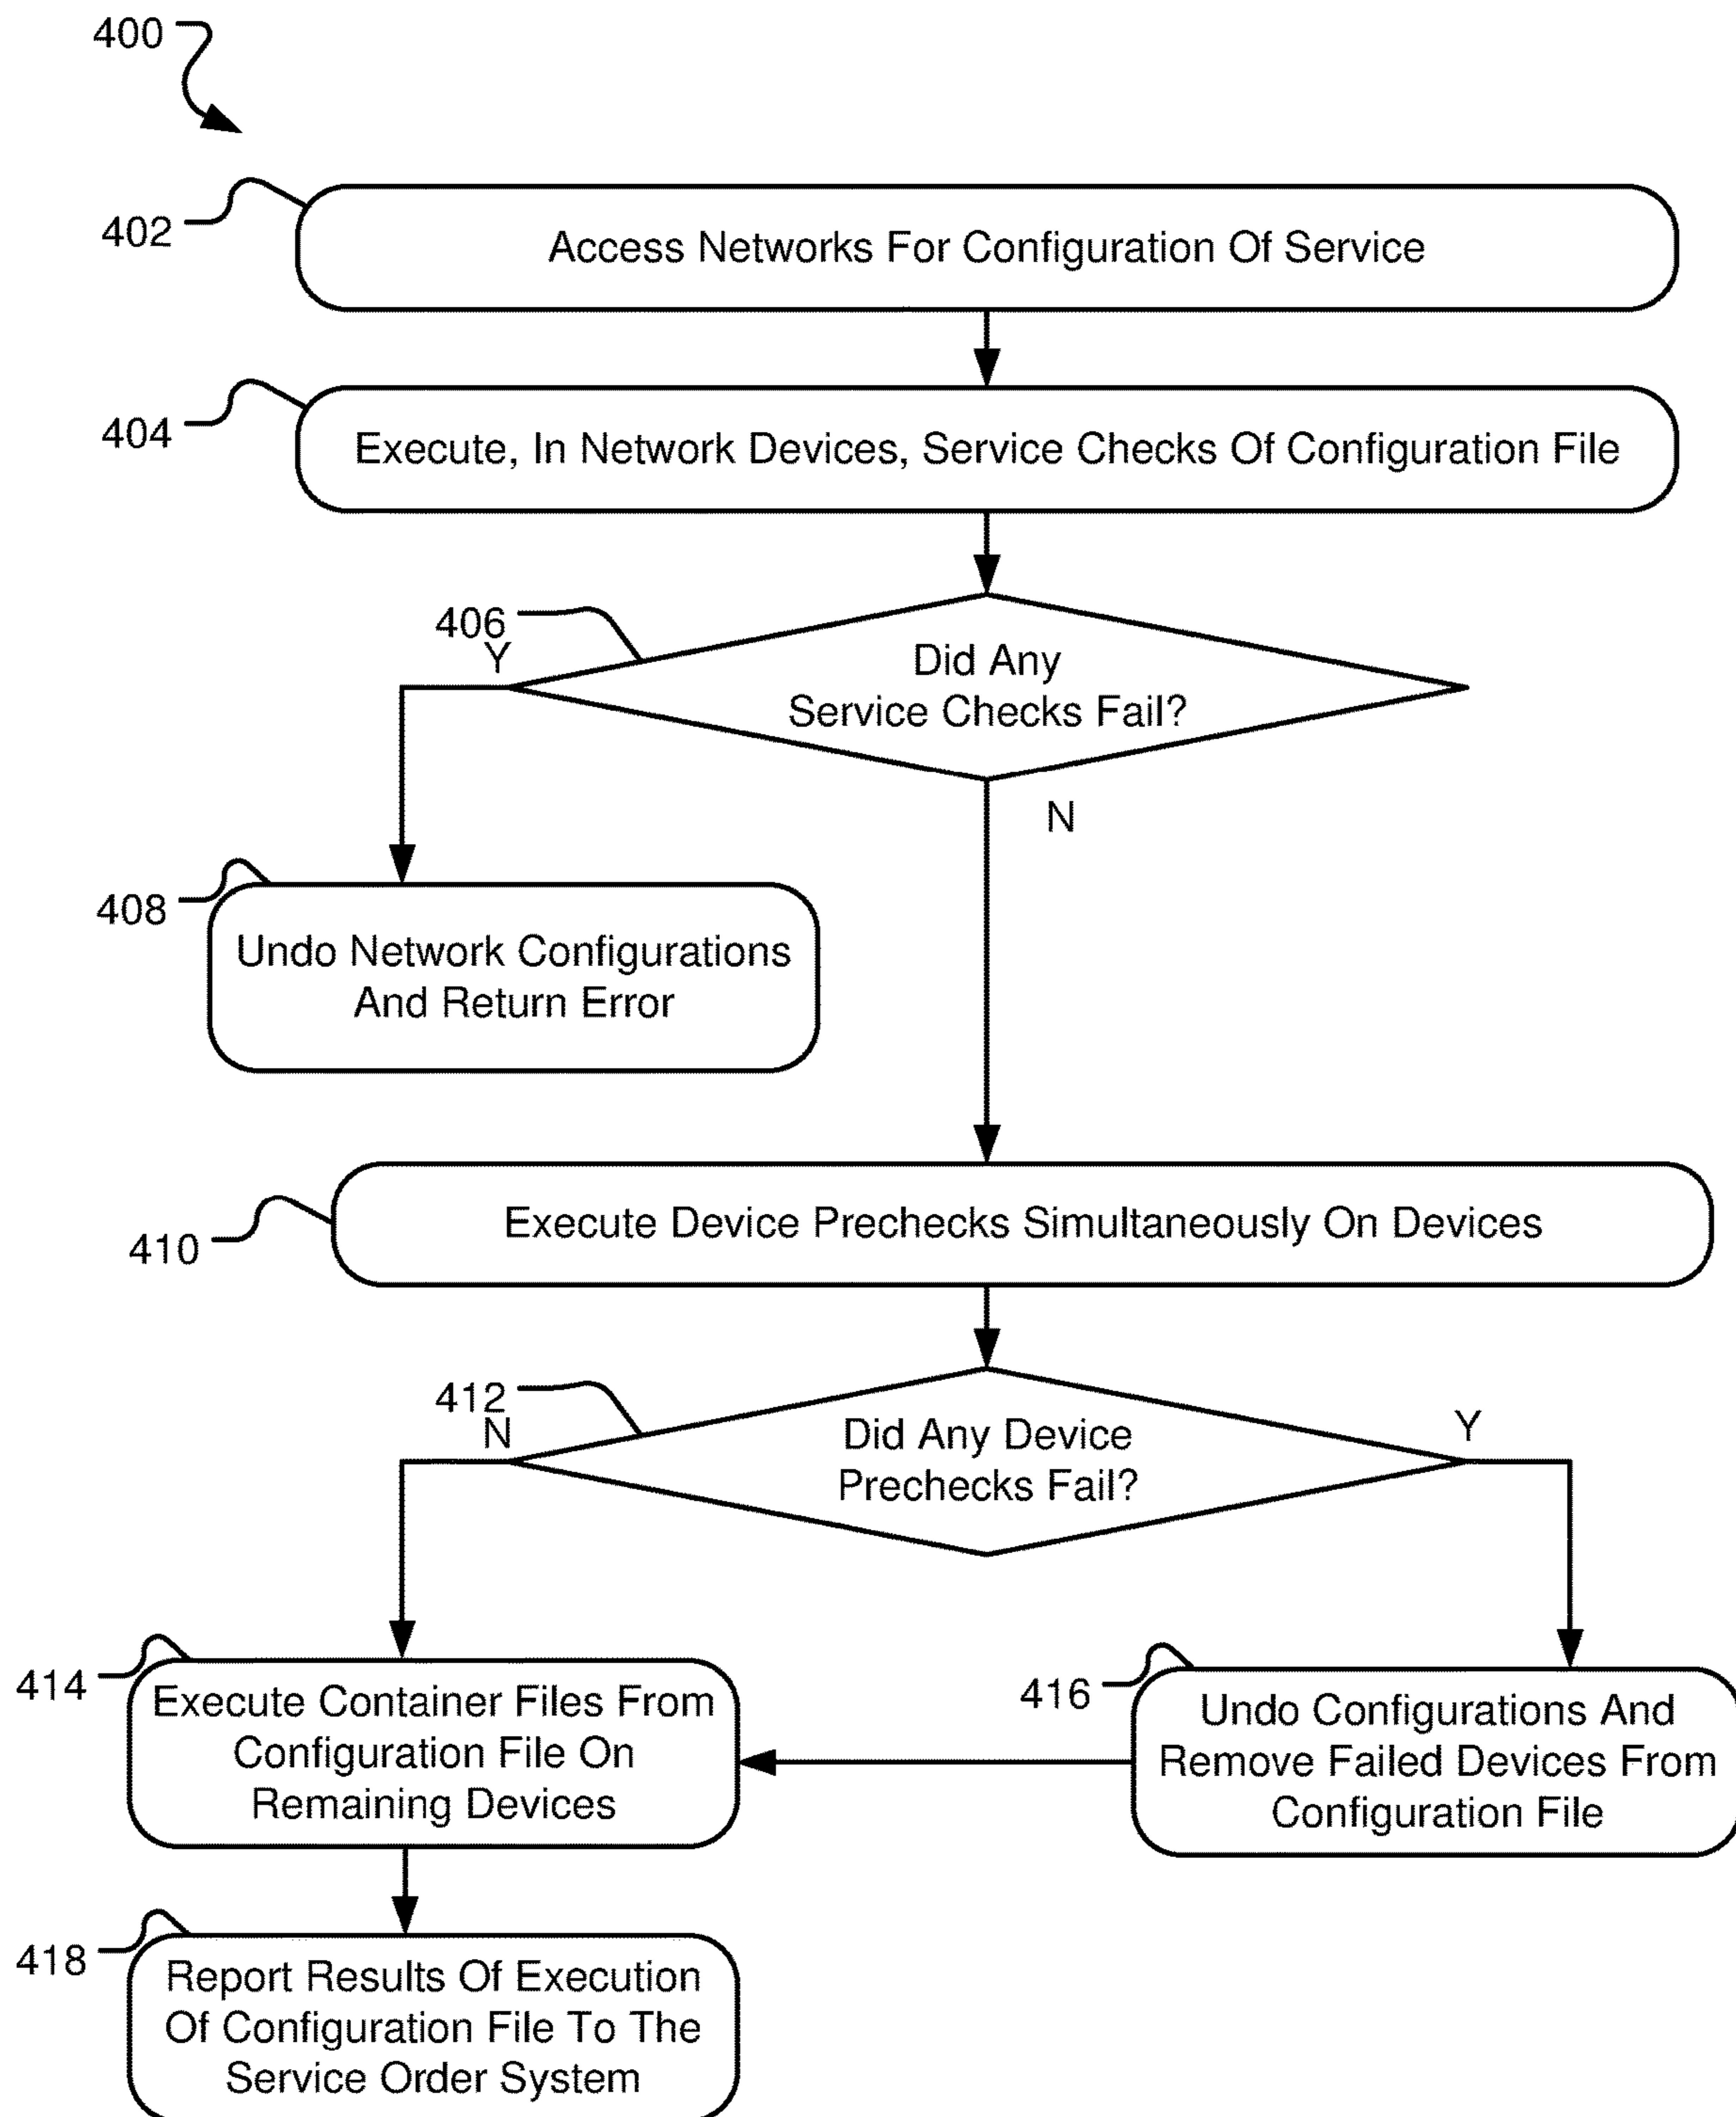 400
402
Access Networks For Configuration Of Service
404
Execute, In Network Devices, Service Checks Of Configuration File
406
Y
Did Any
Service Checks Fail?
N
408
Undo Network Configurations
And Return Error
410
Execute Device Prechecks Simultaneously On Devices
412
N
Did Any Device
Prechecks Fail?
Y
414
Execute Container Files From
Configuration File On
Remaining Devices
416
Undo Configurations And
Remove Failed Devices From
Configuration File
418
Report Results Of Execution
Of Configuration File To The
Service Order System